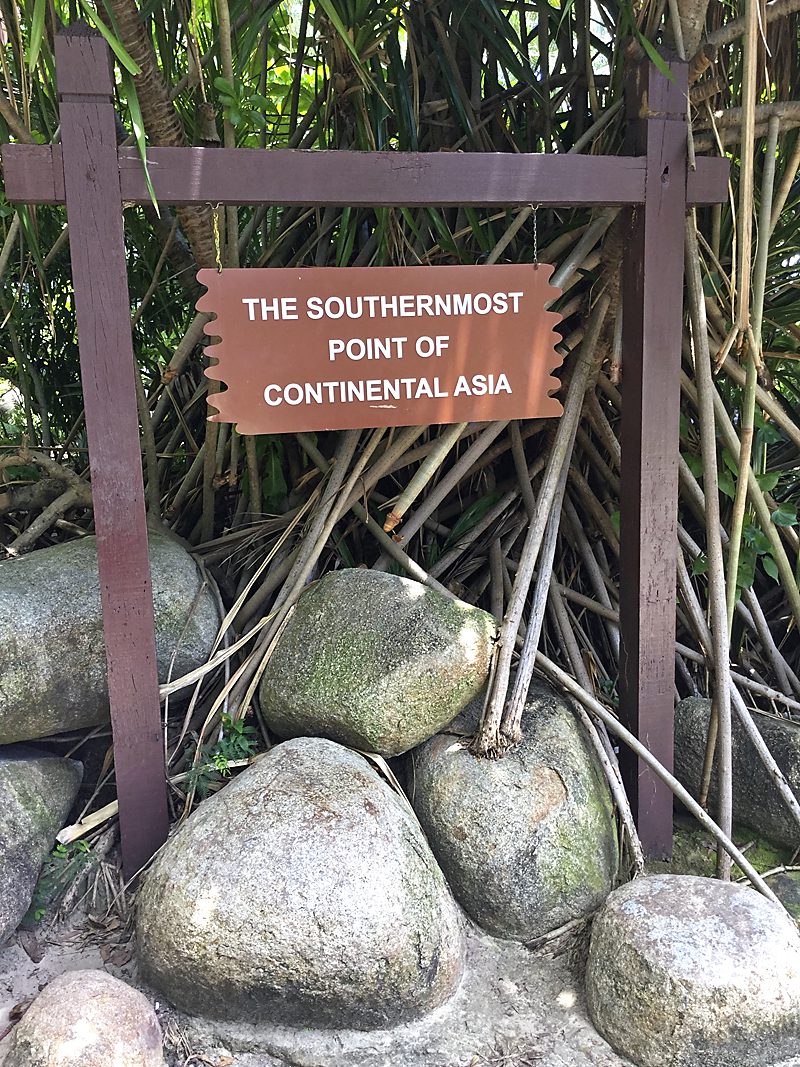 THE SOUTHERNMOST
POINT OF
CONTINENTAL ASIA